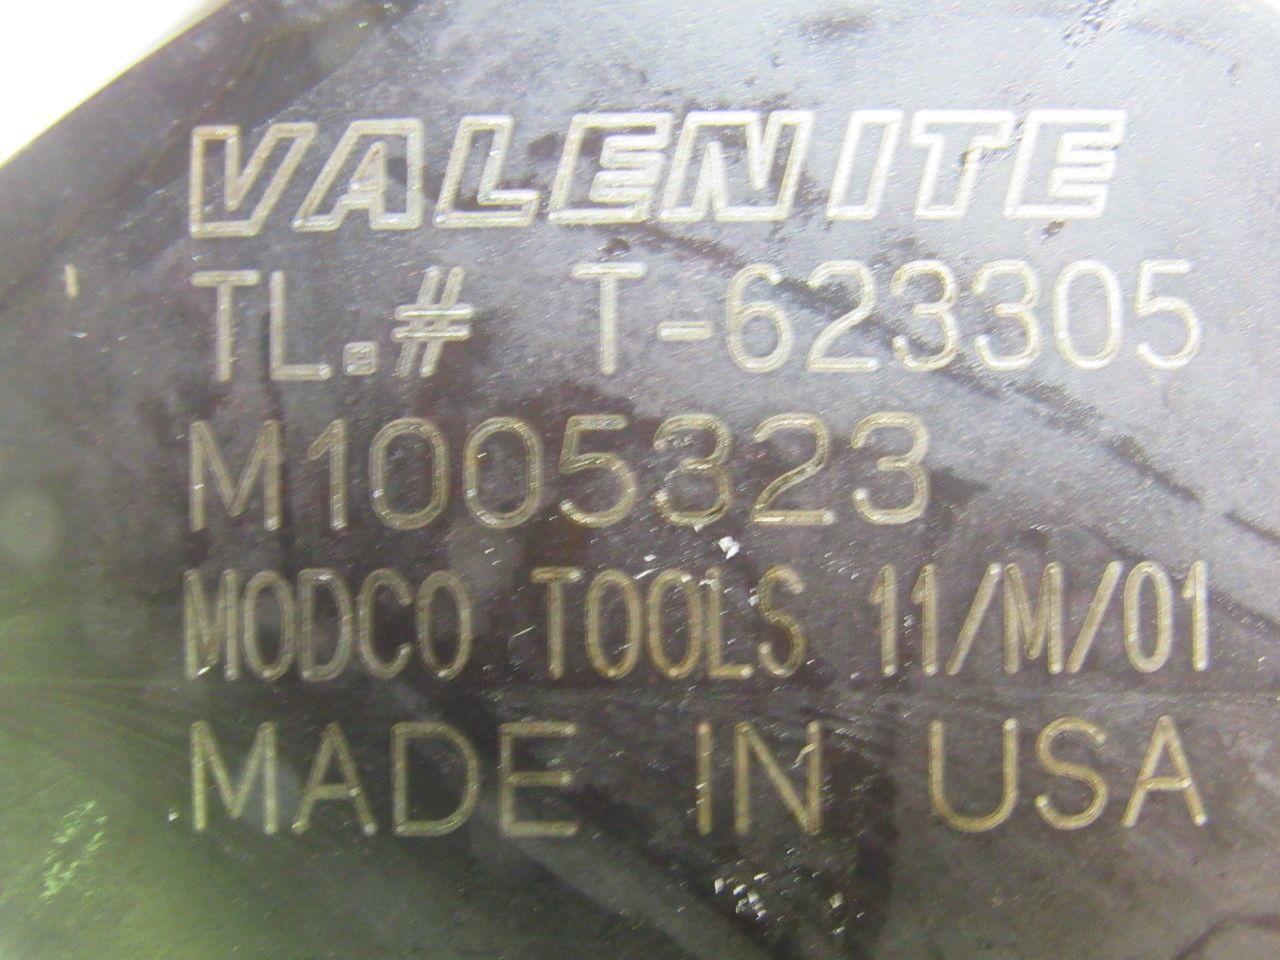 VALENITE
TL.# T-623305
M1005323
MODCO TOOLS 11/M/01
MADE IN USA